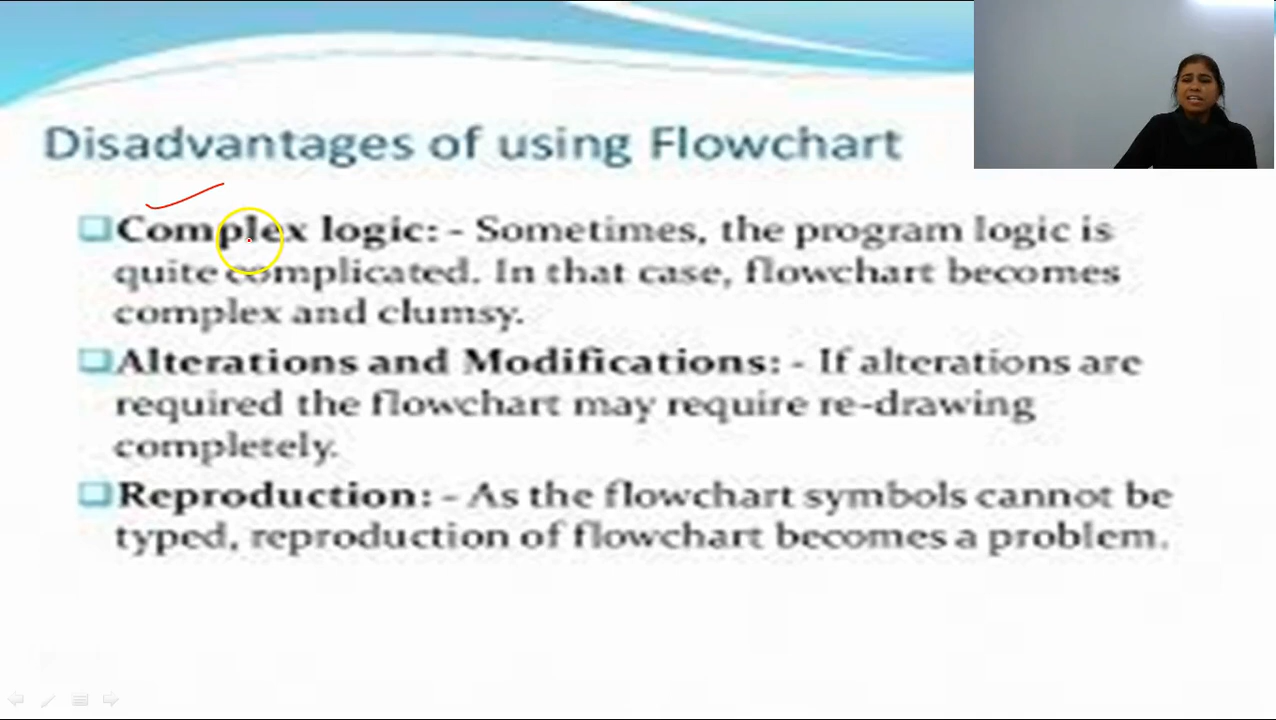 Disadvantages of using Flowchart
Complex logic: - Sometimes, the program logic is
quite complicated. In that case, flowchart becomes
complex and clumsy.
Alterations and Modifications: - If alterations are
required the flowchart may require re-drawing
completely.
Reproduction: - As the flowchart symbols cannot be
typed, reproduction of flowchart becomes a problem.